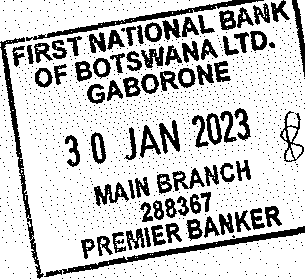 FIRST NATIONAL BANK
OF BOTSWANA LTD.
GABORONE
30 JAN 2023
MAIN BRANCH
288367
PREMIER BANKER